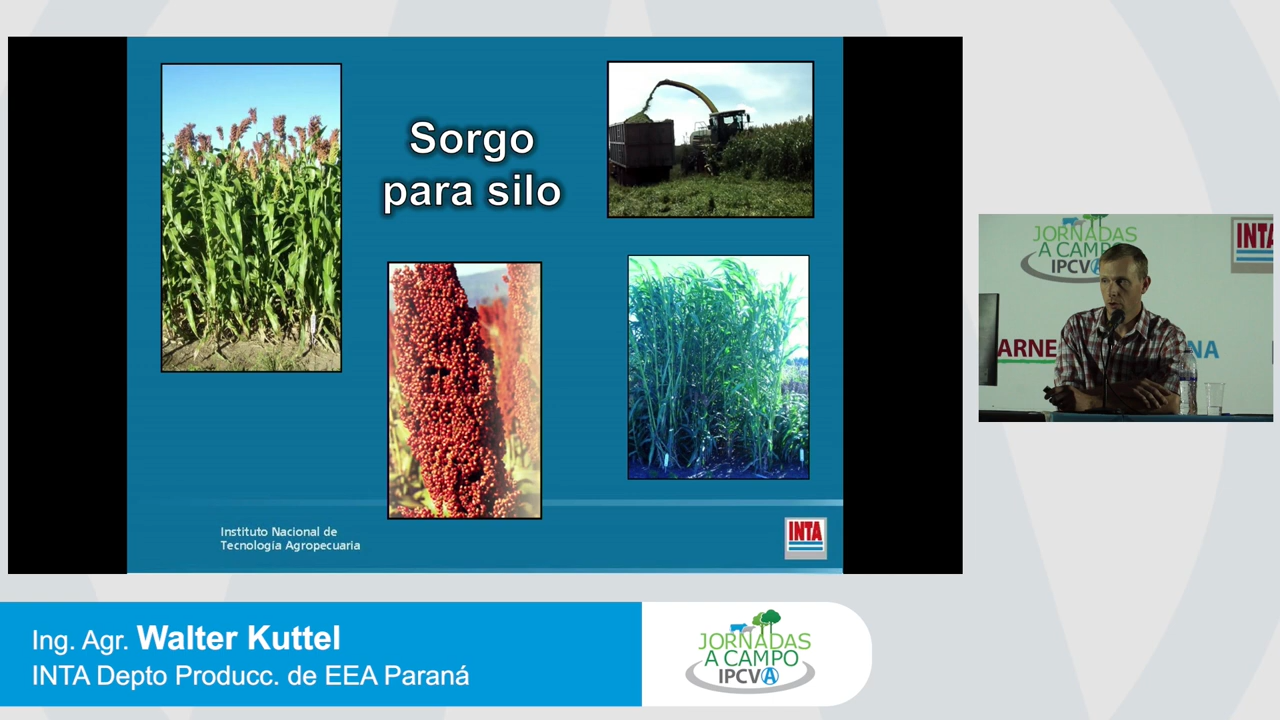 Sorgo
para silo
Instituto Nacional de
Tecnología Agropecuaria
INTA
JORNADAS
A CAMPO
IPCVA
INTA
ARNE
NA
Ing. Agr. Walter Kuttel
INTA Depto Producc. de EEA Paraná
JORNADAS
A CAMPO
IPCVA